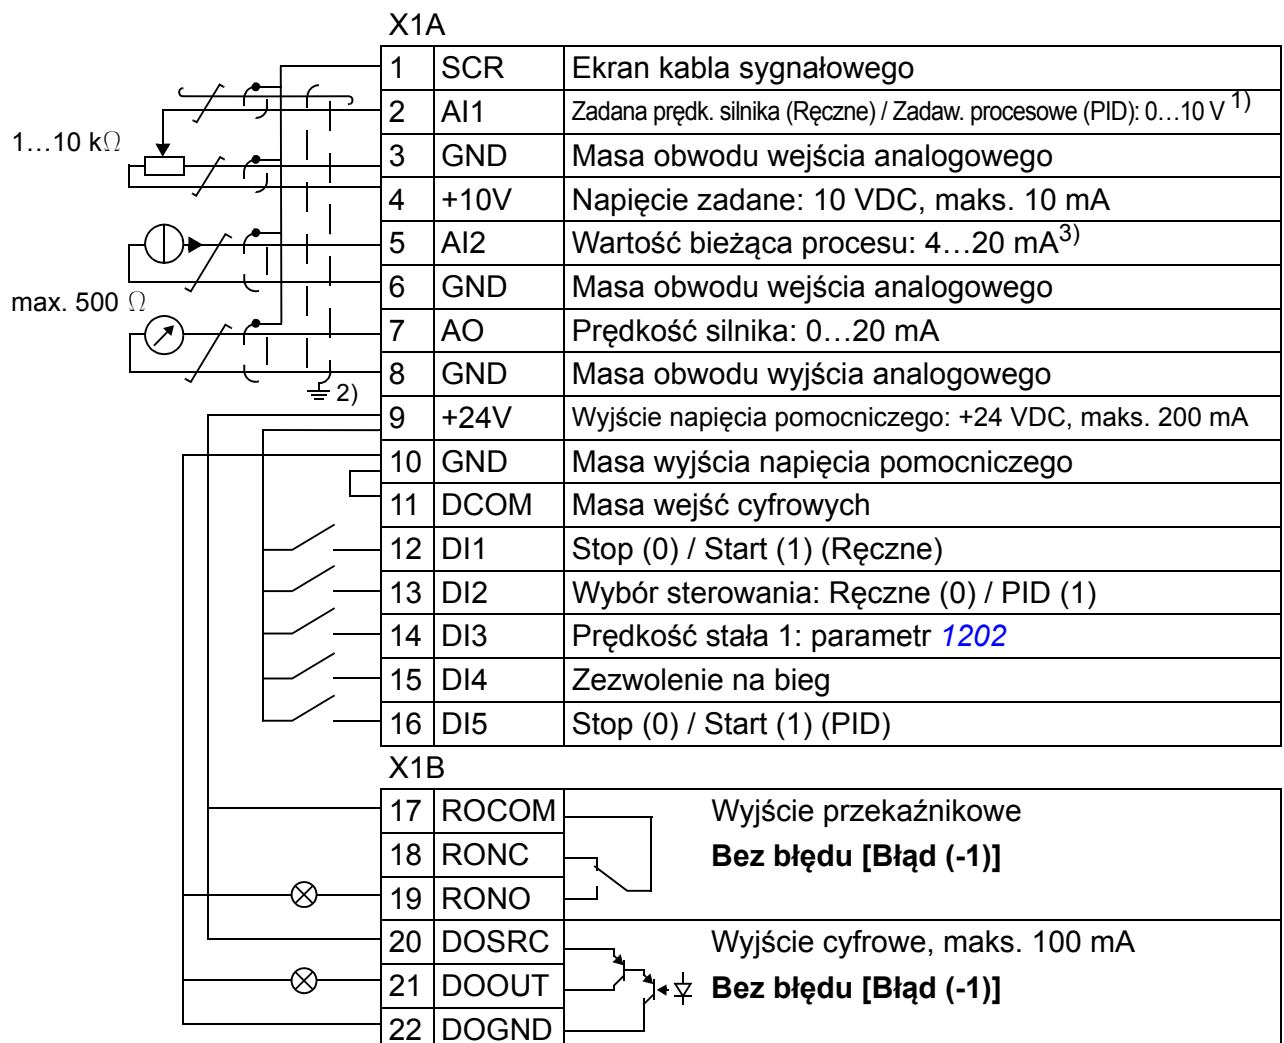 X1A
1 SCR Ekran kabla sygnałowego
2 AI1 Zadana prędk. silnika (Ręczne) / Zadaw. procesowe (PID): 0…10 V 1)
1…10 kΩ
3 GND Masa obwodu wejścia analogowego
4 +10V Napięcie zadane: 10 VDC, maks. 10 mA
5 AI2 Wartość bieżąca procesu: 4…20 mA3)
6 GND Masa obwodu wejścia analogowego
max. 500 Ω
7 AO Prędkość silnika: 0…20 mA
8 GND Masa obwodu wyjścia analogowego
2)
9 +24V Wyjście napięcia pomocniczego: +24 VDC, maks. 200 mA
10 GND Masa wyjścia napięcia pomocniczego
11 DCOM Masa wejść cyfrowych
12 DI1 Stop (0) / Start (1) (Ręczne)
13 DI2 Wybór sterowania: Ręczne (0) / PID (1)
14 DI3 Prędkość stała 1: parametr 1202
15 DI4 Zezwolenie na bieg
16 DI5 Stop (0) / Start (1) (PID)
X1B
17 ROCOM Wyjście przekaźnikowe
18 RONC Bez błędu [Błąd (-1)]
19 RONO
20 DOSRC Wyjście cyfrowe, maks. 100 mA
21 DOOUT Bez błędu [Błąd (-1)]
22 DOGND